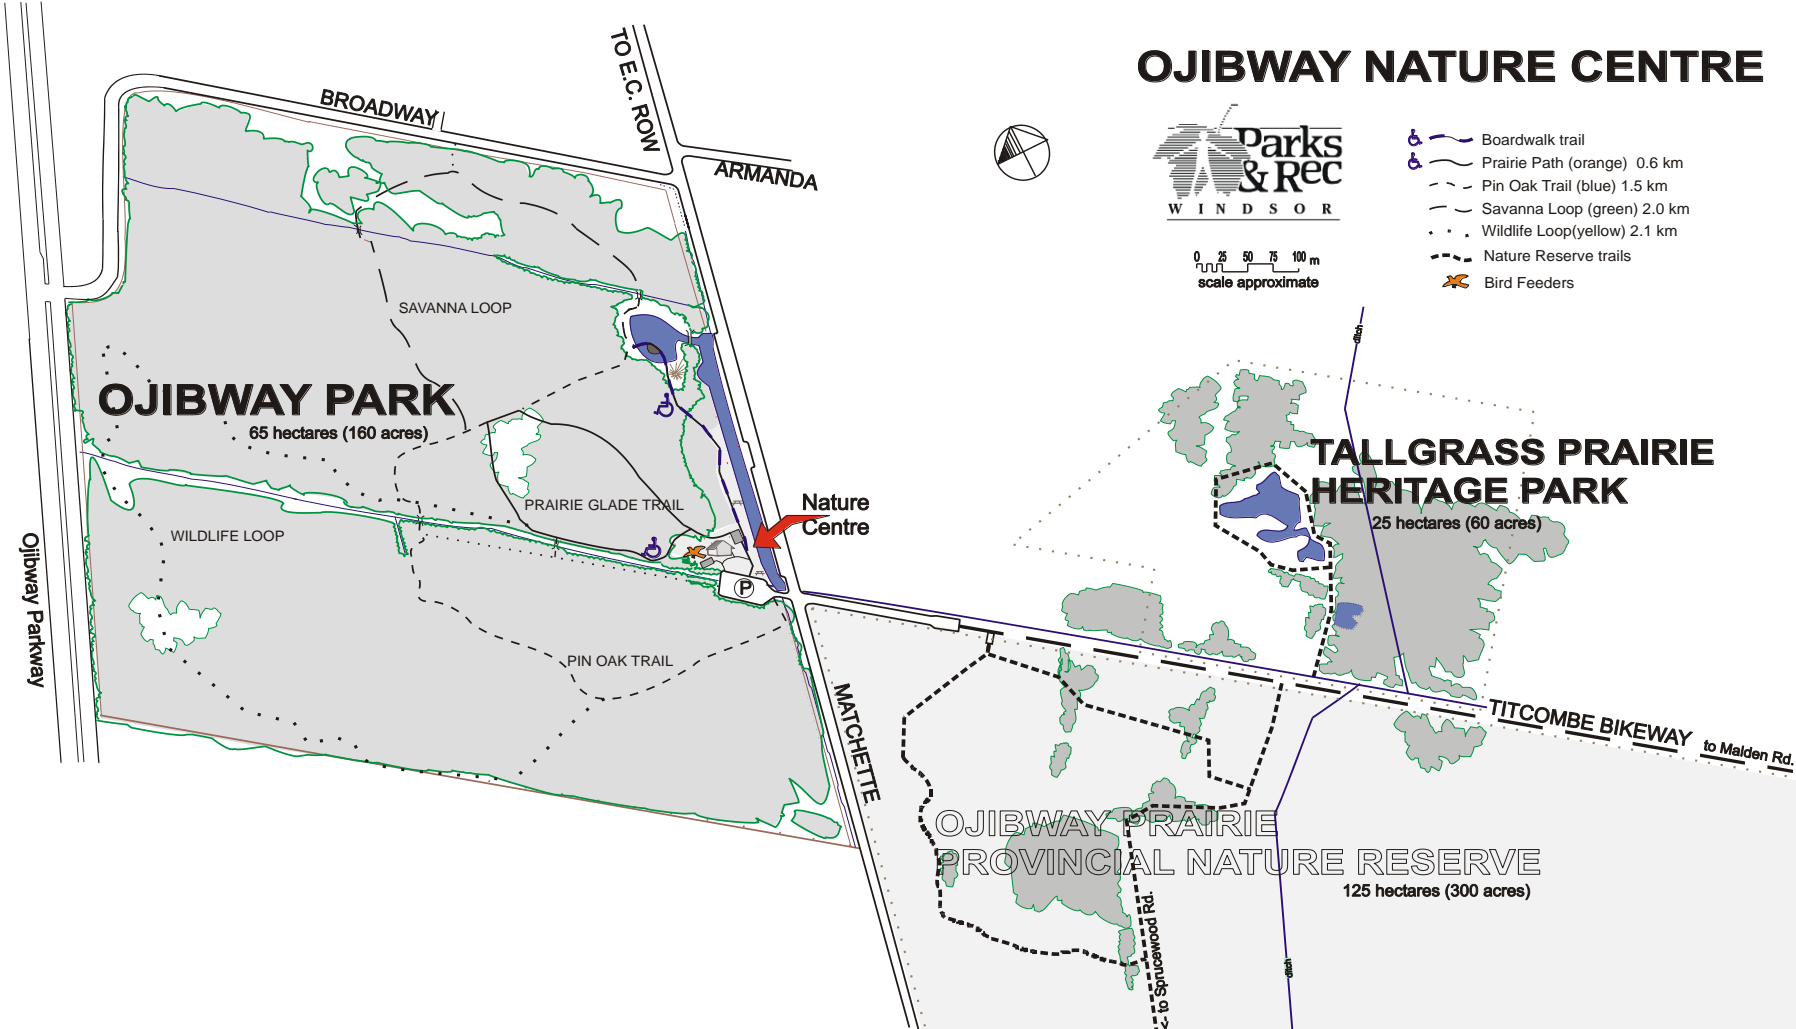 OJIBWAY NATURE CENTRE
Parks
& Rec
WINDSOR
0 25 50 75 100 m
scale approximate
Boardwalk trail
Prairie Path (orange) 0.6 km
Pin Oak Trail (blue) 1.5 km
Savanna Loop (green) 2.0 km
Wildlife Loop(yellow) 2.1 km
Nature Reserve trails
Bird Feeders
BROADWAY
TO E.C. ROW
ARMANDA
SAVANNA LOOP
OJIBWAY PARK
65 hectares (160 acres)
PRAIRIE GLADE TRAIL
WILDLIFE LOOP
Nature
Centre
P
PIN OAK TRAIL
Ojibway Parkway
MATCHETTE
ditch
TALLGRASS PRAIRIE
HERITAGE PARK
25 hectares (60 acres)
TITCOMBE BIKEWAY
to Malden Rd.
OJIBWAY PRAIRIE
PROVINCIAL NATURE RESERVE
125 hectares (300 acres)
<- to Sprucewood Rd.
ditch